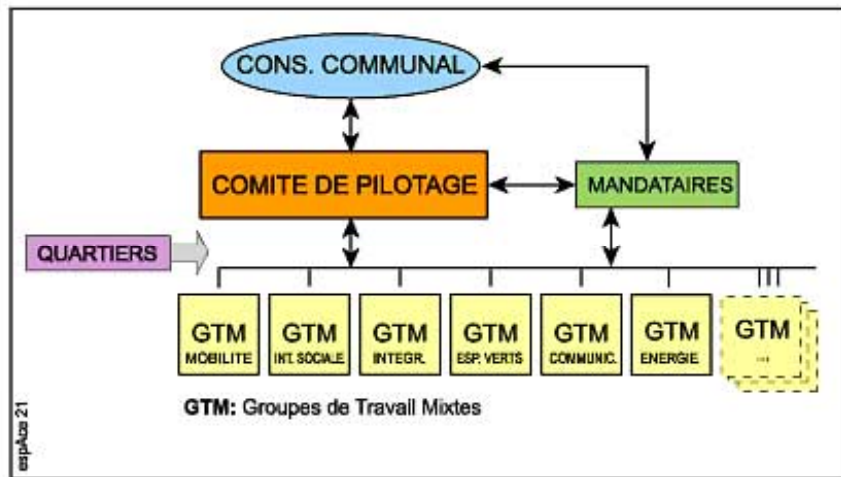 CONS. COMMUNAL
COMITE DE PILOTAGE
MANDATAIRES
QUARTIERS
GTM
MOBILITE
GTM
INT. SOCIALE
GTM
INTEGR.
GTM
ESP. VERTS
GTM
COMMUNIC.
GTM
ENERGIE
GTM
...
GTM: Groupes de Travail Mixtes
espAce 21